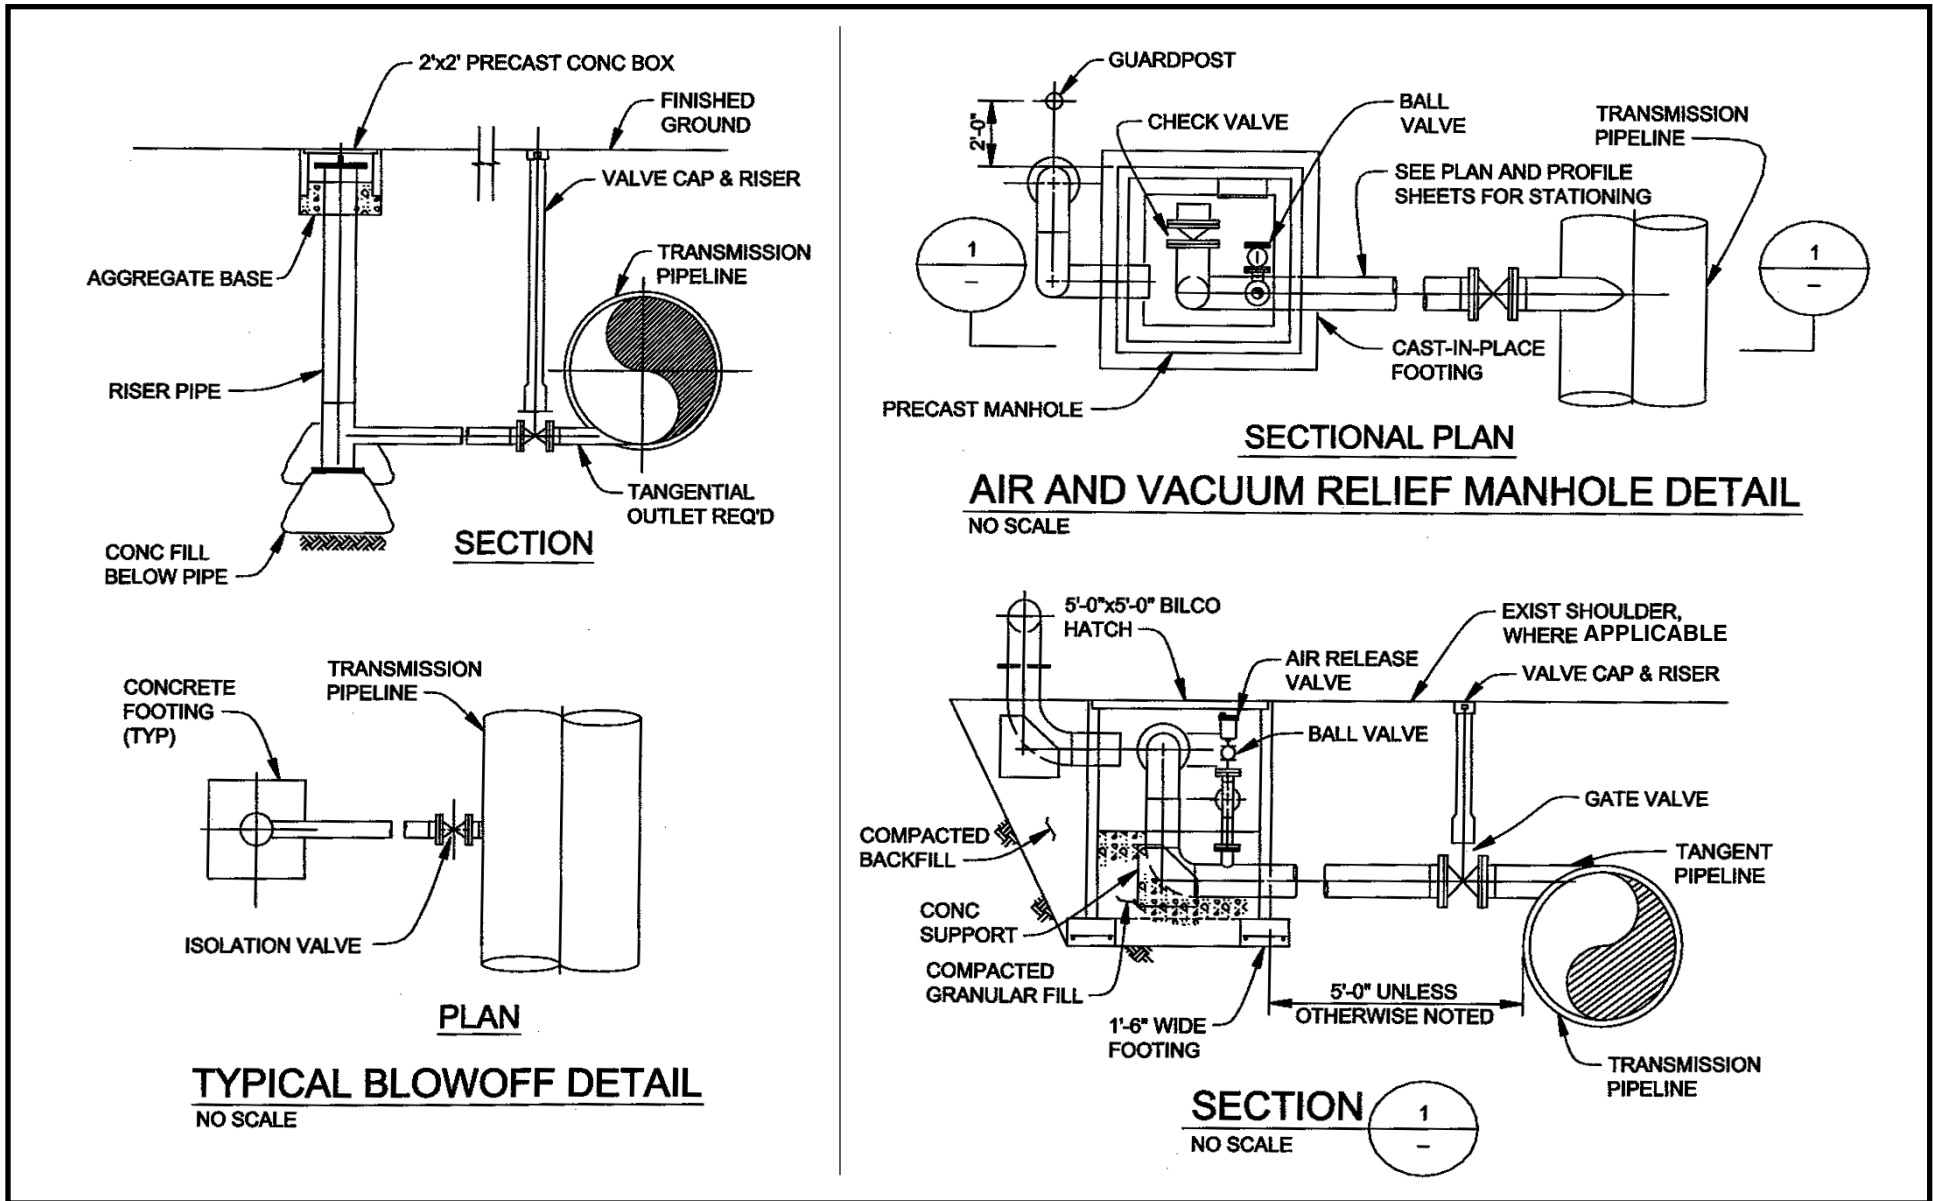 2'x2' PRECAST CONC BOX
FINISHED
GROUND
VALVE CAP & RISER
TRANSMISSION
PIPELINE
AGGREGATE BASE
RISER PIPE
TANGENTIAL
OUTLET REQ'D
CONC FILL
BELOW PIPE
SECTION
TRANSMISSION
PIPELINE
CONCRETE
FOOTING
(TYP)
ISOLATION VALVE
PLAN
TYPICAL BLOWOFF DETAIL
NO SCALE
GUARDPOST
2'-0"
CHECK VALVE
BALL
VALVE
TRANSMISSION
PIPELINE
SEE PLAN AND PROFILE
SHEETS FOR STATIONING
1
–
1
–
CAST-IN-PLACE
FOOTING
PRECAST MANHOLE
SECTIONAL PLAN
AIR AND VACUUM RELIEF MANHOLE DETAIL
NO SCALE
5'-0"x5'-0" BILCO
HATCH
EXIST SHOULDER,
WHERE APPLICABLE
AIR RELEASE
VALVE
VALVE CAP & RISER
BALL VALVE
GATE VALVE
COMPACTED
BACKFILL
TANGENT
PIPELINE
CONC
SUPPORT
COMPACTED
GRANULAR FILL
5'-0" UNLESS
OTHERWISE NOTED
1'-6" WIDE
FOOTING
TRANSMISSION
PIPELINE
SECTION
1
–
NO SCALE